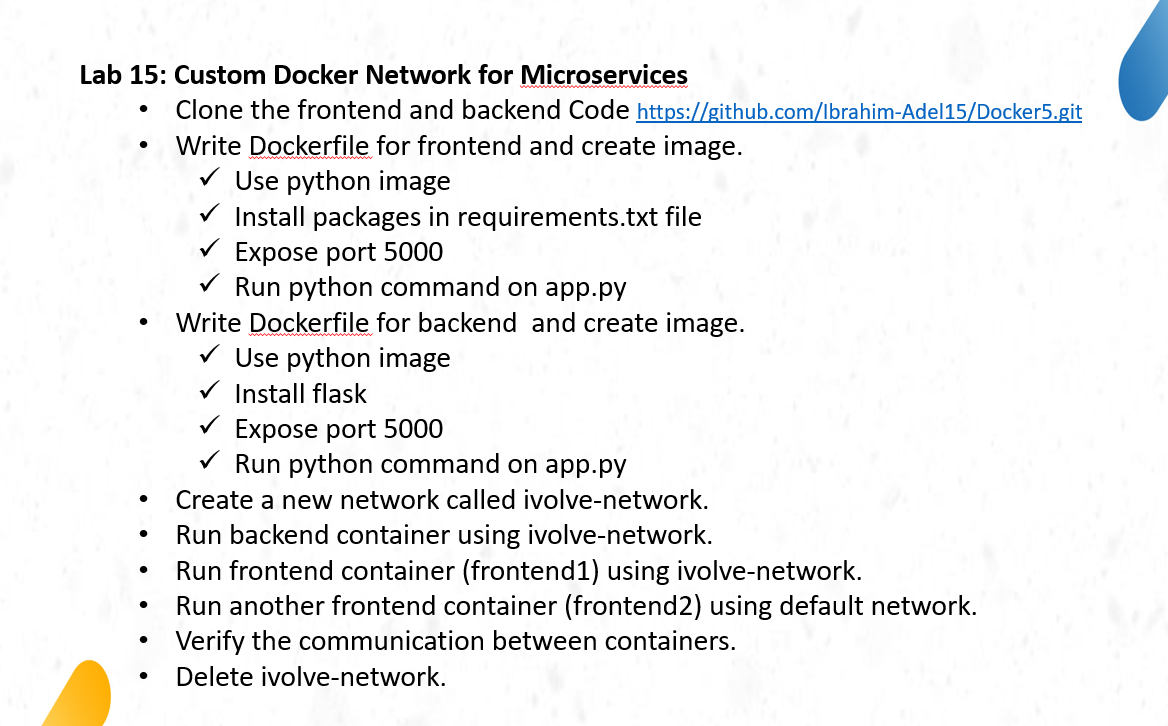 Lab 15: Custom Docker Network for Microservices
• Clone the frontend and backend Code https://github.com/Ibrahim-Adel15/Docker5.git
• Write Dockerfile for frontend and create image.
✓ Use python image
✓ Install packages in requirements.txt file
✓ Expose port 5000
✓ Run python command on app.py
• Write Dockerfile for backend  and create image.
✓ Use python image
✓ Install flask
✓ Expose port 5000
✓ Run python command on app.py
• Create a new network called ivolve-network.
• Run backend container using ivolve-network.
• Run frontend container (frontend1) using ivolve-network.
• Run another frontend container (frontend2) using default network.
• Verify the communication between containers.
• Delete ivolve-network.